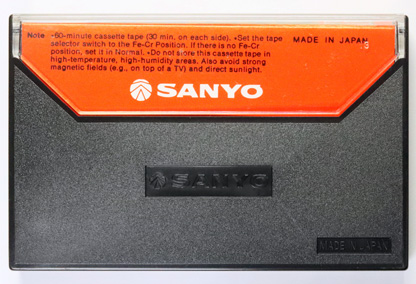 Note •60-minute cassette tape (30 min. on each side). •Set the tape
selector switch to the Fe-Cr Position. If there is no Fe-Cr
position, set it in Normal. •Do not store this cassette tape in
high-temperature, high-humidity areas. Also avoid strong
magnetic fields (e.g., on top of a TV) and direct sunlight.
MADE IN JAPAN
SANYO
SANYO
MADE IN JAPAN